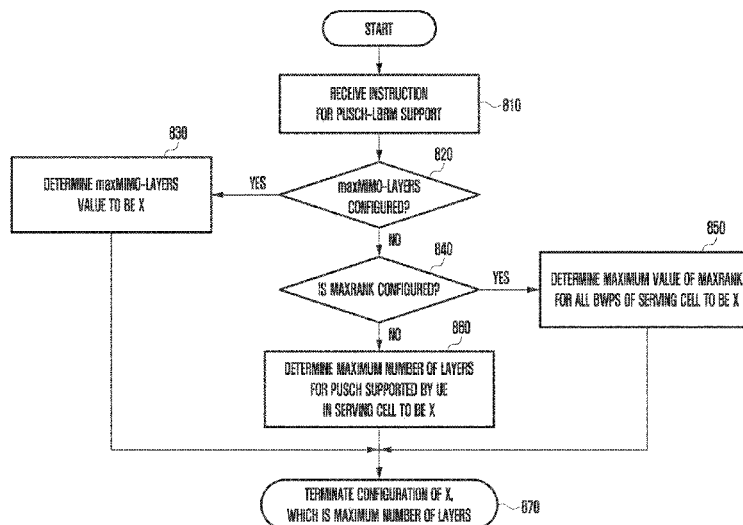 START
RECEIVE INSTRUCTION
FOR PUSCH-LBRM SUPPORT
810
830
820
DETERMINE maxMIMO-LAYERS
VALUE TO BE X
YES
maxMIMO-LAYERS
CONFIGURED?
NO
850
840
IS MAXRANK CONFIGURED?
YES
DETERMINE MAXIMUM VALUE OF MAXRANK
FOR ALL BWPS OF SERVING CELL TO BE X
NO
860
DETERMINE MAXIMUM NUMBER OF LAYERS
FOR PUSCH SUPPORTED BY UE
IN SERVING CELL TO BE X
TERMINATE CONFIGURATION OF X,
WHICH IS MAXIMUM NUMBER OF LAYERS
870